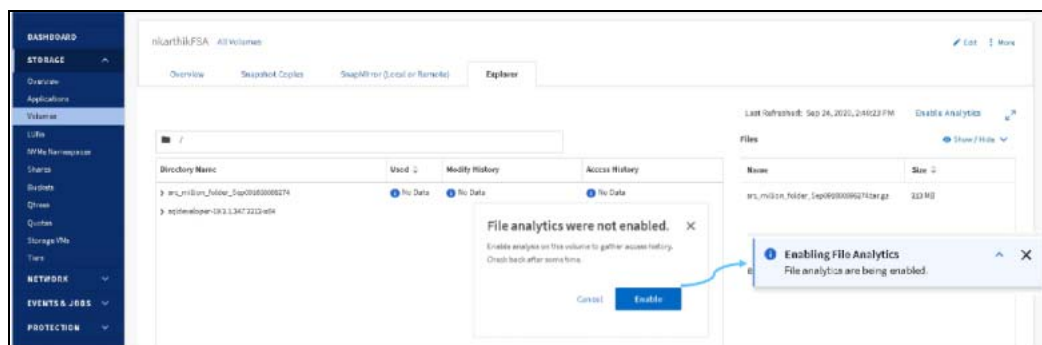 DASHBOARD
STORAGE
Overview
Applications
Volumes
LUNs
NVMe Namespaces
Shares
Buckets
Qtrees
Quotas
Storage VMs
Tiers
NETWORK
EVENTS & JOBS
PROTECTION
nkarthikFSA All Volumes
Edit More
Overview Snapshot Copies SnapMirror (Local or Remote) Explorer
Last Refreshed: Sep 24, 2020, 2:40:23 PM Enable Analytics
/
Files Show / Hide
Directory Name Used Modify History Access History
Name Size
No Data No Data No Data
213 MB
File analytics were not enabled.
Enable analysis on this volume to gather access history.
Check back after some time.
Cancel Enable
Enabling File Analytics
File analytics are being enabled.